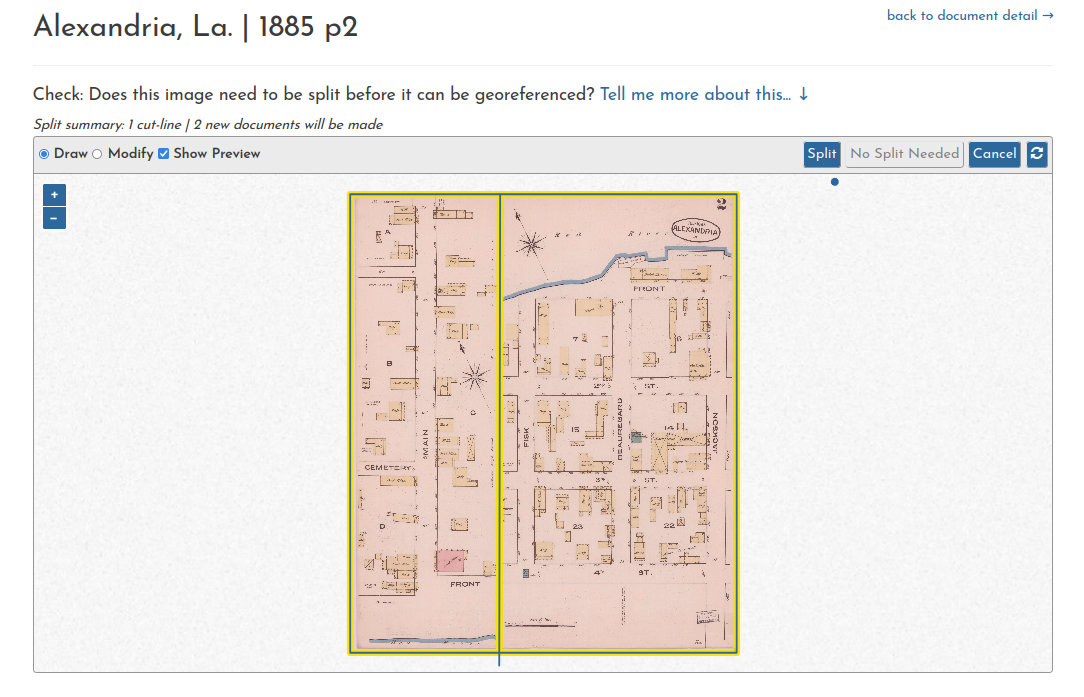 Alexandria, La. | 1885 p2
back to document detail →
Check: Does this image need to be split before it can be georeferenced? Tell me more about this... ↓
Split summary: 1 cut-line | 2 new documents will be made
Draw Modify Show Preview
Split No Split Needed Cancel
+
−
2
ALEXANDRIA
A
FRONT
7
6
B
2ND ST.
C
MAIN
FISK
15
BEAUREGARD
14
JACKSON
CEMETERY
3RD ST.
D
23
22
4TH ST.
FRONT